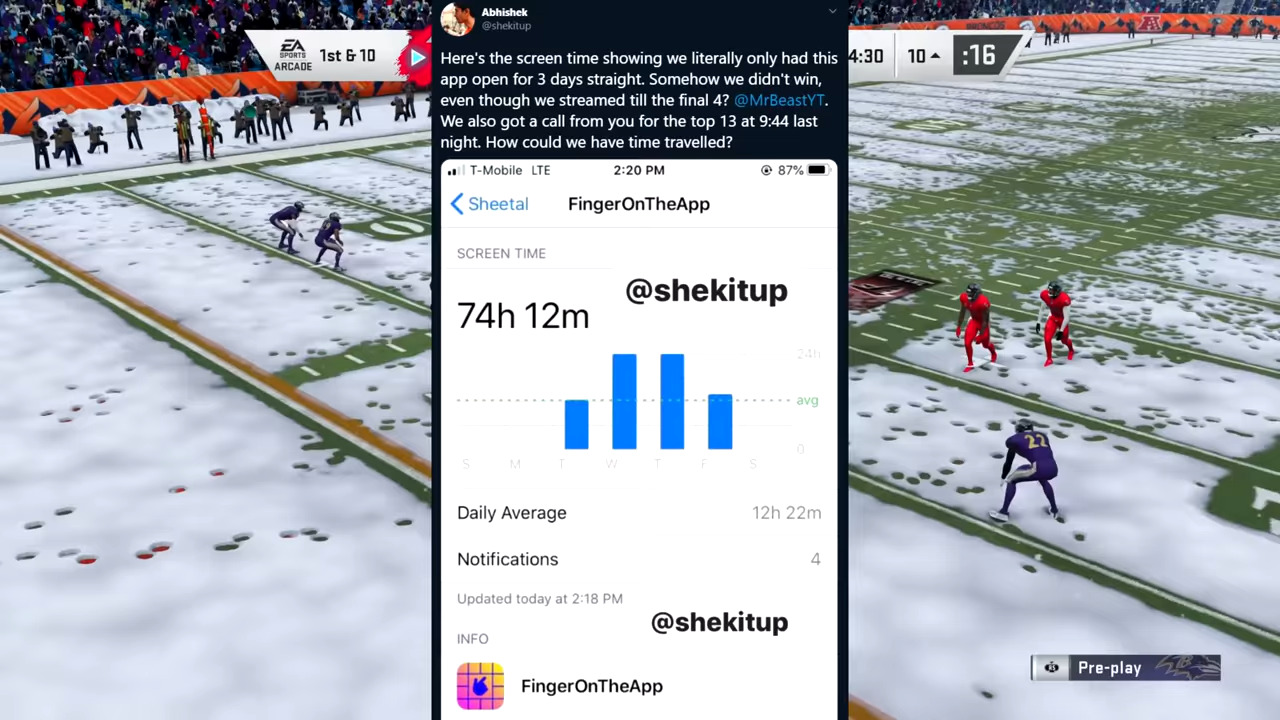 Abhishek
@shekitup
Here's the screen time showing we literally only had this
app open for 3 days straight. Somehow we didn't win,
even though we streamed till the final 4? @MrBeastYT.
We also got a call from you for the top 13 at 9:44 last
night. How could we have time travelled?
T-Mobile LTE 2:20 PM 87%
Sheetal FingerOnTheApp
SCREEN TIME
@shekitup
74h 12m
24h
avg
0
S M T W T F S
Daily Average 12h 22m
Notifications 4
Updated today at 2:18 PM
@shekitup
INFO
FingerOnTheApp
EA
SPORTS
ARCADE
1st & 10
4:30 10 :16
BRONCOS
22
Pre-play